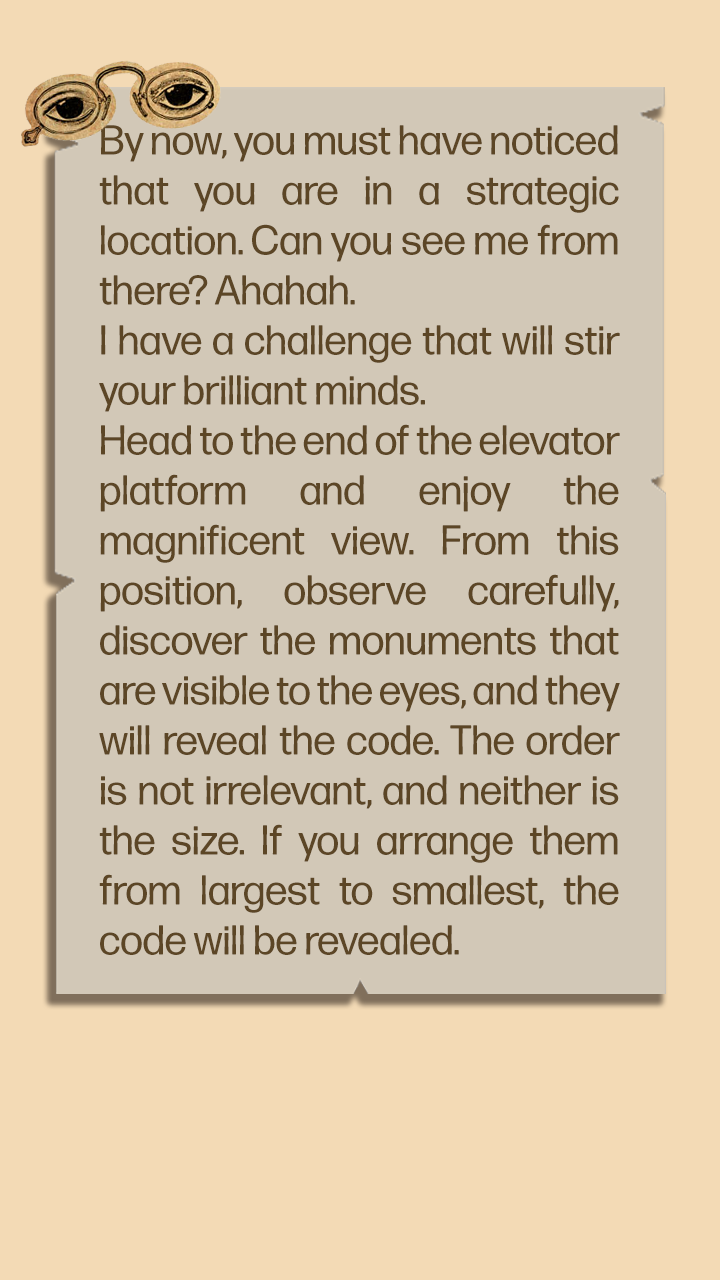 By now, you must have noticed
that you are in a strategic
location. Can you see me from
there? Ahahah.
I have a challenge that will stir
your brilliant minds.
Head to the end of the elevator
platform and enjoy the
magnificent view. From this
position, observe carefully,
discover the monuments that
are visible to the eyes, and they
will reveal the code. The order
is not irrelevant, and neither is
the size. If you arrange them
from largest to smallest, the
code will be revealed.